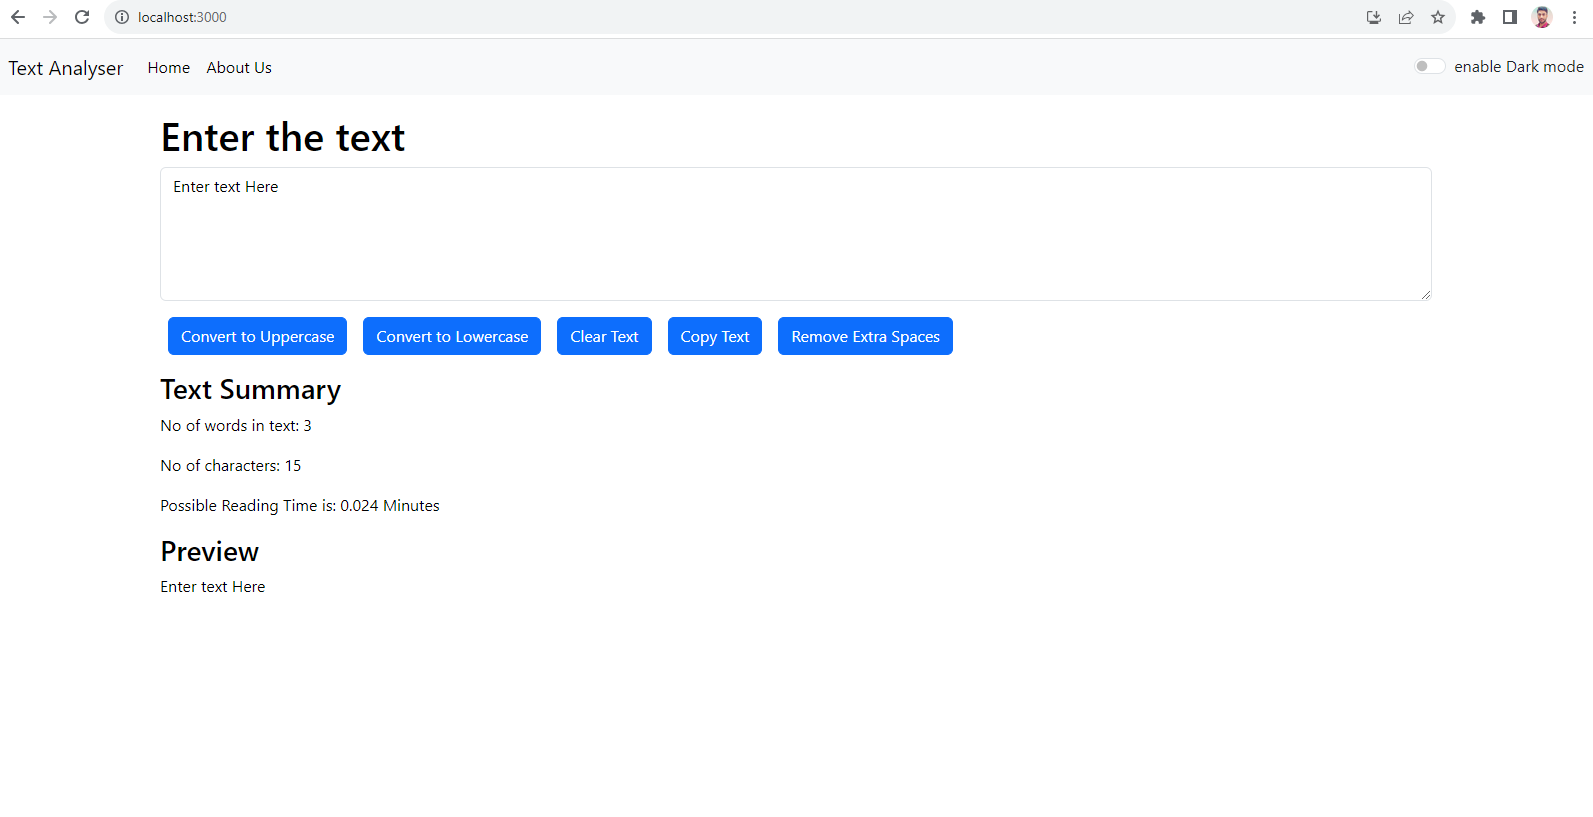 localhost:3000
Text Analyser Home About Us enable Dark mode
Enter the text
Enter text Here
Convert to Uppercase Convert to Lowercase Clear Text Copy Text Remove Extra Spaces
Text Summary
No of words in text: 3
No of characters: 15
Possible Reading Time is: 0.024 Minutes
Preview
Enter text Here